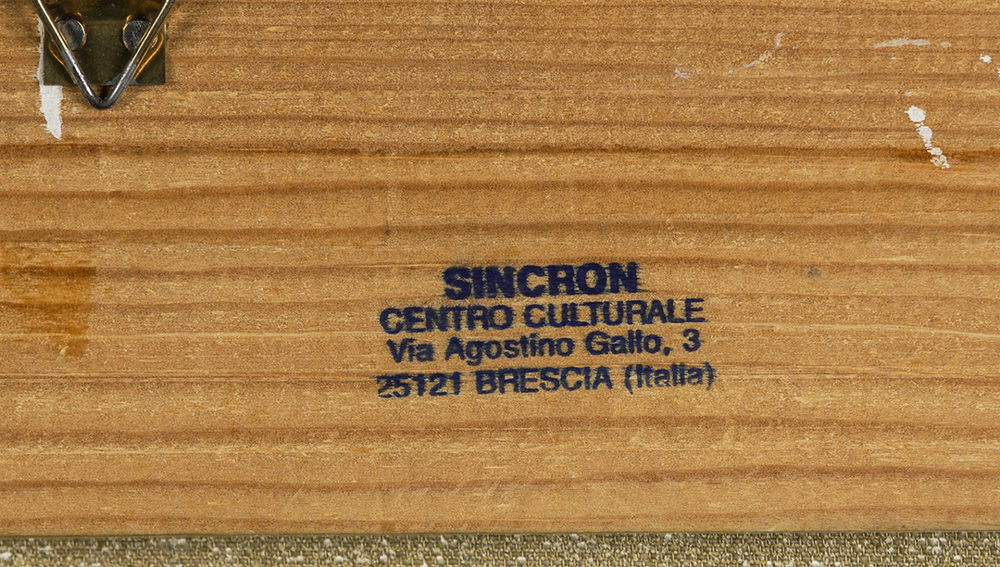 SINCRON
CENTRO CULTURALE
Via Agostino Gallo, 3
25121 BRESCIA (Italia)